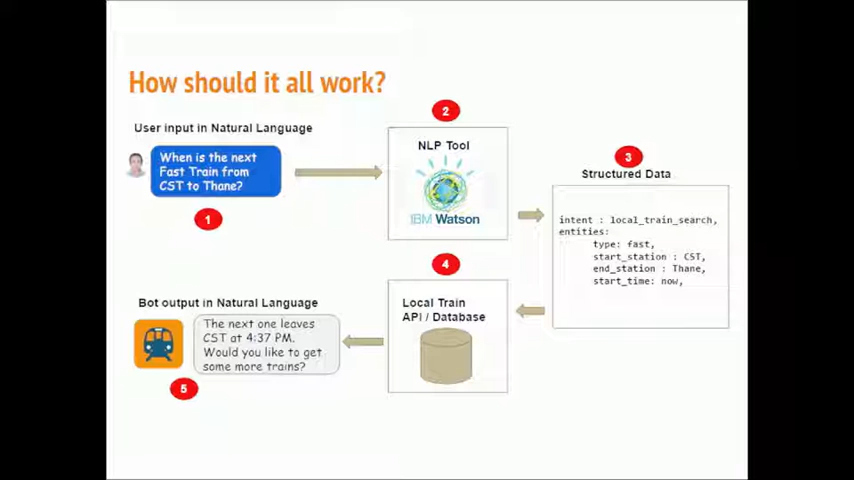 How should it all work?
User input in Natural Language
When is the next
Fast Train from
CST to Thane?
1
2
NLP Tool
IBM Watson
3
Structured Data
intent : local_train_search,
entities:
type: fast,
start_station : CST,
end_station : Thane,
start_time: now,
4
Local Train
API / Database
Bot output in Natural Language
The next one leaves
CST at 4:37 PM.
Would you like to get
some more trains?
5